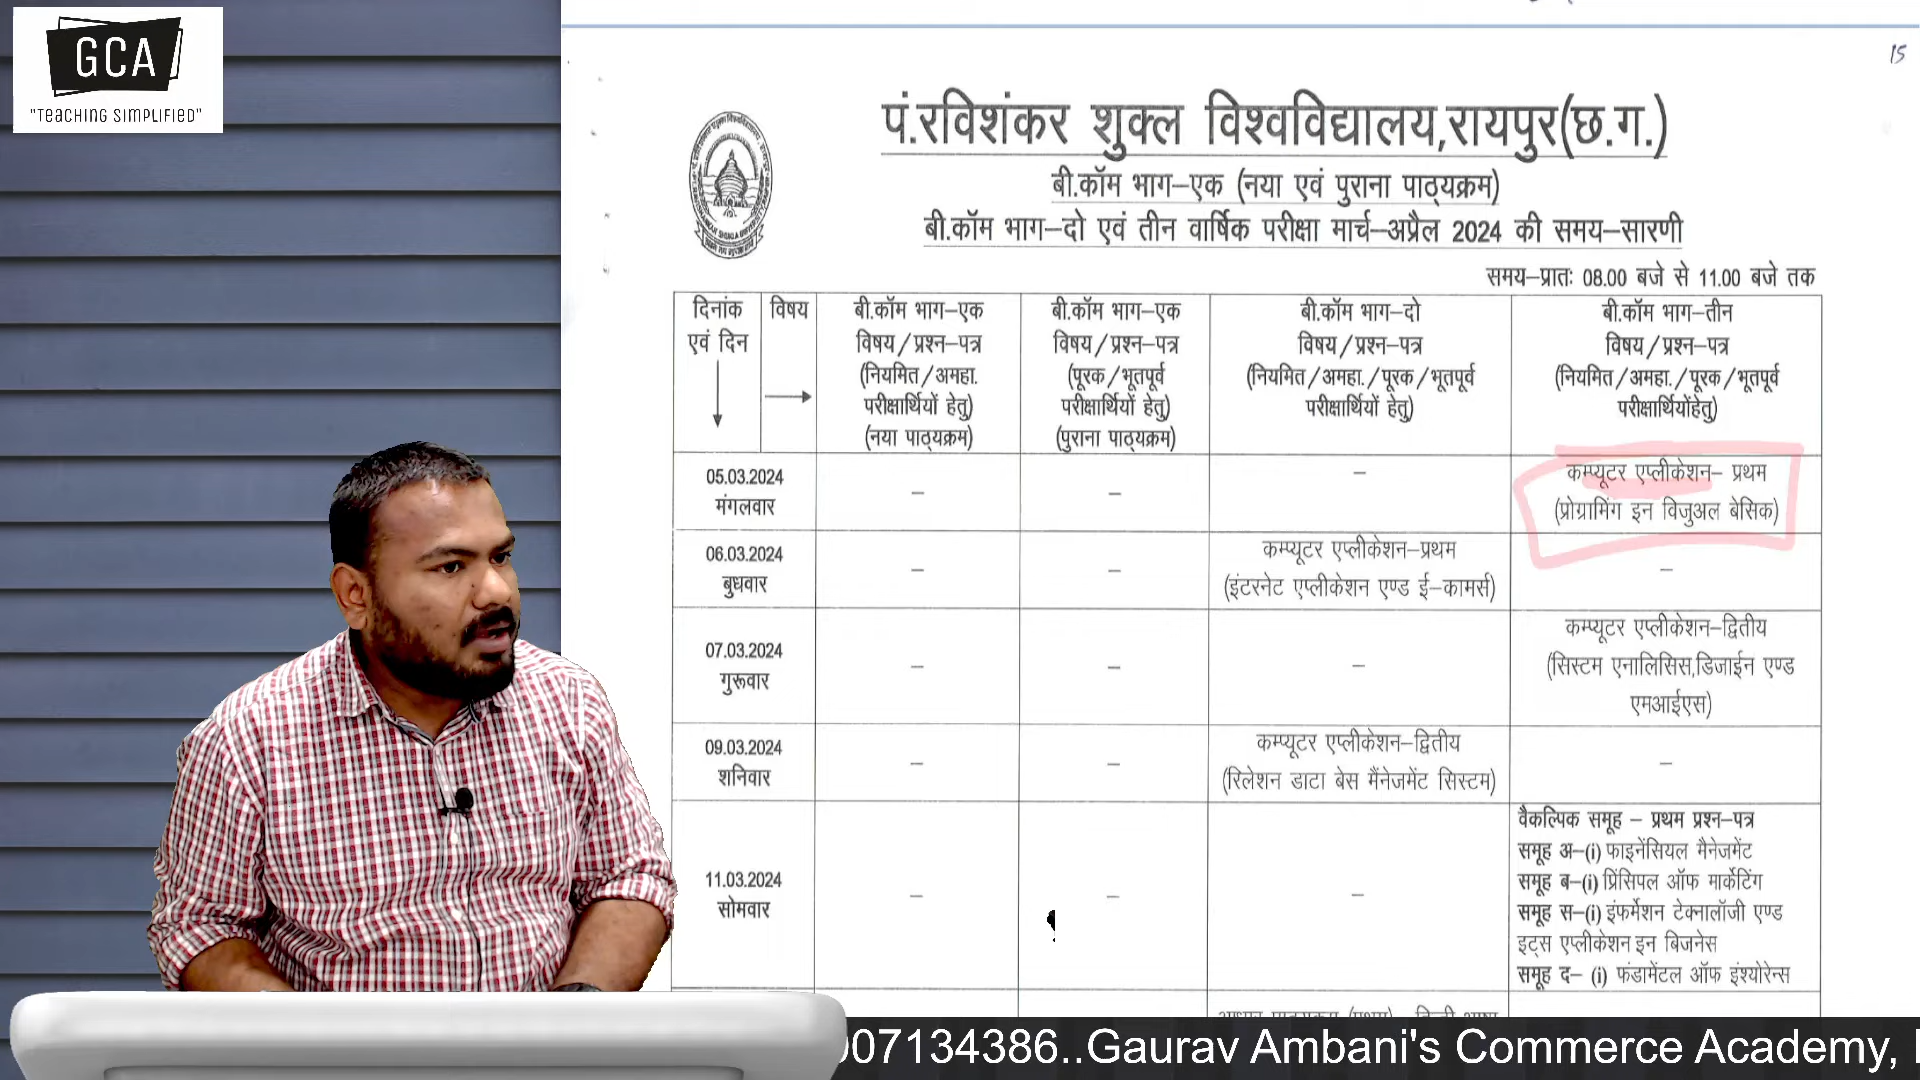 GCA
"Teaching Simplified"
15
पं.रविशंकर शुक्ल विश्वविद्यालय,रायपुर(छ.ग.)
बी.कॉम भाग–एक (नया एवं पुराना पाठ्यक्रम)
बी.कॉम भाग–दो एवं तीन वार्षिक परीक्षा मार्च–अप्रैल 2024 की समय–सारणी
समय–प्रातः 08.00 बजे से 11.00 बजे तक
दिनांक
एवं दिन
विषय
बी.कॉम भाग–एक
विषय/प्रश्न–पत्र
(नियमित/अमहा.
परीक्षार्थियों हेतु)
(नया पाठ्यक्रम)
बी.कॉम भाग–एक
विषय/प्रश्न–पत्र
(पूरक/भूतपूर्व
परीक्षार्थियों हेतु)
(पुराना पाठ्यक्रम)
बी.कॉम भाग–दो
विषय/प्रश्न–पत्र
(नियमित/अमहा./पूरक/भूतपूर्व
परीक्षार्थियों हेतु)
बी.कॉम भाग–तीन
विषय/प्रश्न–पत्र
(नियमित/अमहा./पूरक/भूतपूर्व
परीक्षार्थियोंहेतु)
05.03.2024
मंगलवार
–
–
–
कम्प्यूटर एप्लीकेशन– प्रथम
(प्रोग्रामिंग इन विजुअल बेसिक)
06.03.2024
बुधवार
–
–
कम्प्यूटर एप्लीकेशन–प्रथम
(इंटरनेट एप्लीकेशन एण्ड ई–कामर्स)
–
07.03.2024
गुरूवार
–
–
–
कम्प्यूटर एप्लीकेशन–द्वितीय
(सिस्टम एनालिसिस,डिजाईन एण्ड
एमआईएस)
09.03.2024
शनिवार
–
–
कम्प्यूटर एप्लीकेशन–द्वितीय
(रिलेशन डाटा बेस मैंनेजमेंट सिस्टम)
–
11.03.2024
सोमवार
–
–
–
वैकल्पिक समूह – प्रथम प्रश्न–पत्र
समूह अ–(i) फाइनेंसियल मैनेजमेंट
समूह ब–(i) प्रिंसिपल ऑफ मार्केटिंग
समूह स–(i) इंफर्मेशन टेक्नालॉजी एण्ड
इट्स एप्लीकेशन इन बिजनेस
समूह द– (i) फंडामेंटल ऑफ इंश्योरेन्स
007134386..Gaurav Ambani's Commerce Academy,